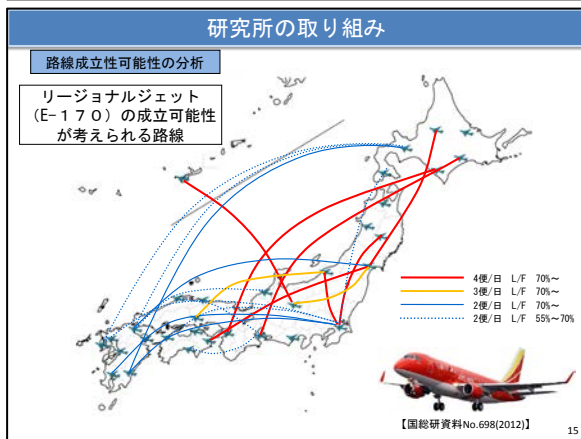 研究所の取り組み
路線成立性可能性の分析
リージョナルジェット
（E-１７０）の成立可能性
が考えられる路線
4便/日 L/F 70%～
3便/日 L/F 70%～
2便/日 L/F 70%～
2便/日 L/F 55%～70%
【国総研資料No.698(2012)】
15